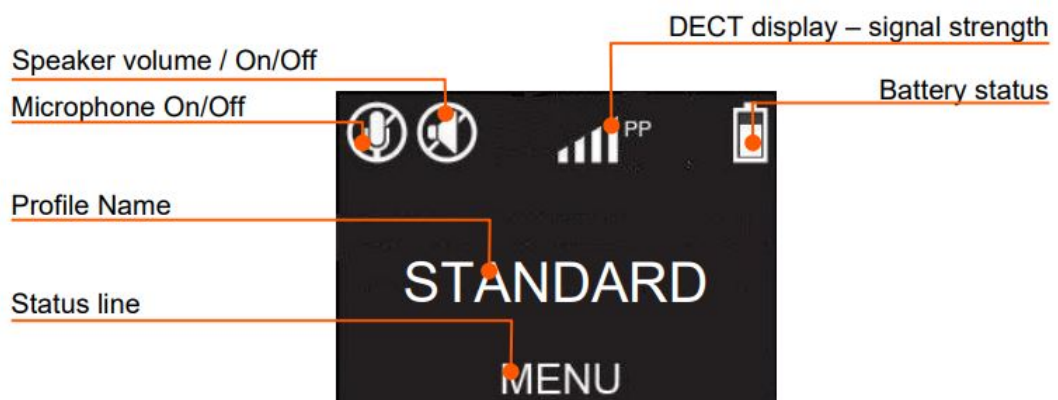 DECT display – signal strength
Speaker volume / On/Off
Battery status
Microphone On/Off
PP
Profile Name
STANDARD
Status line
MENU